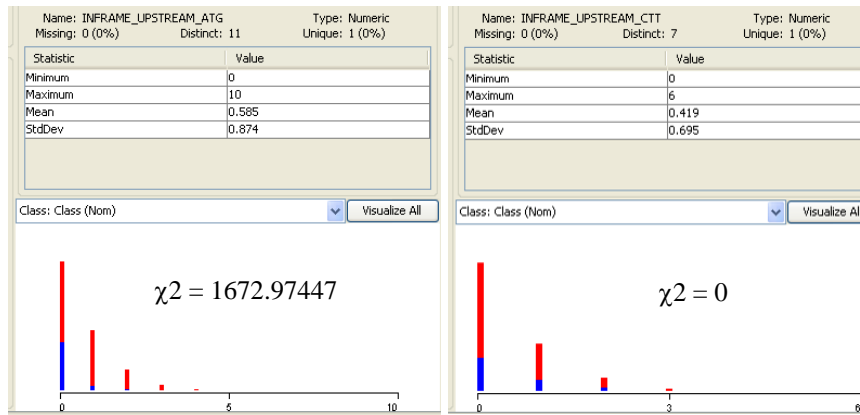 Name: INFRAME_UPSTREAM_ATG Type: Numeric
Missing: 0 (0%) Distinct: 11 Unique: 1 (0%)
Statistic Value
Minimum 0
Maximum 10
Mean 0.585
StdDev 0.874
Class: Class (Nom) Visualize All
χ2 = 1672.97447
0 5 10
Name: INFRAME_UPSTREAM_CTT Type: Numeric
Missing: 0 (0%) Distinct: 7 Unique: 1 (0%)
Statistic Value
Minimum 0
Maximum 6
Mean 0.419
StdDev 0.695
Class: Class (Nom) Visualize Al
χ2 = 0
0 3 6